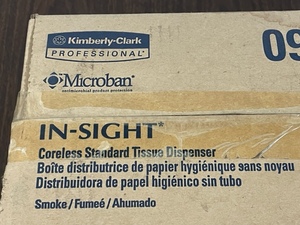 Kimberly-Clark
PROFESSIONAL*
09
Microban®
antimicrobial product protection
IN-SIGHT*
Coreless Standard Tissue Dispenser
Boîte distributrice de papier hygiénique sans noyau
Distribuidora de papel higiénico sin tubo
Smoke/Fumeé/Ahumado